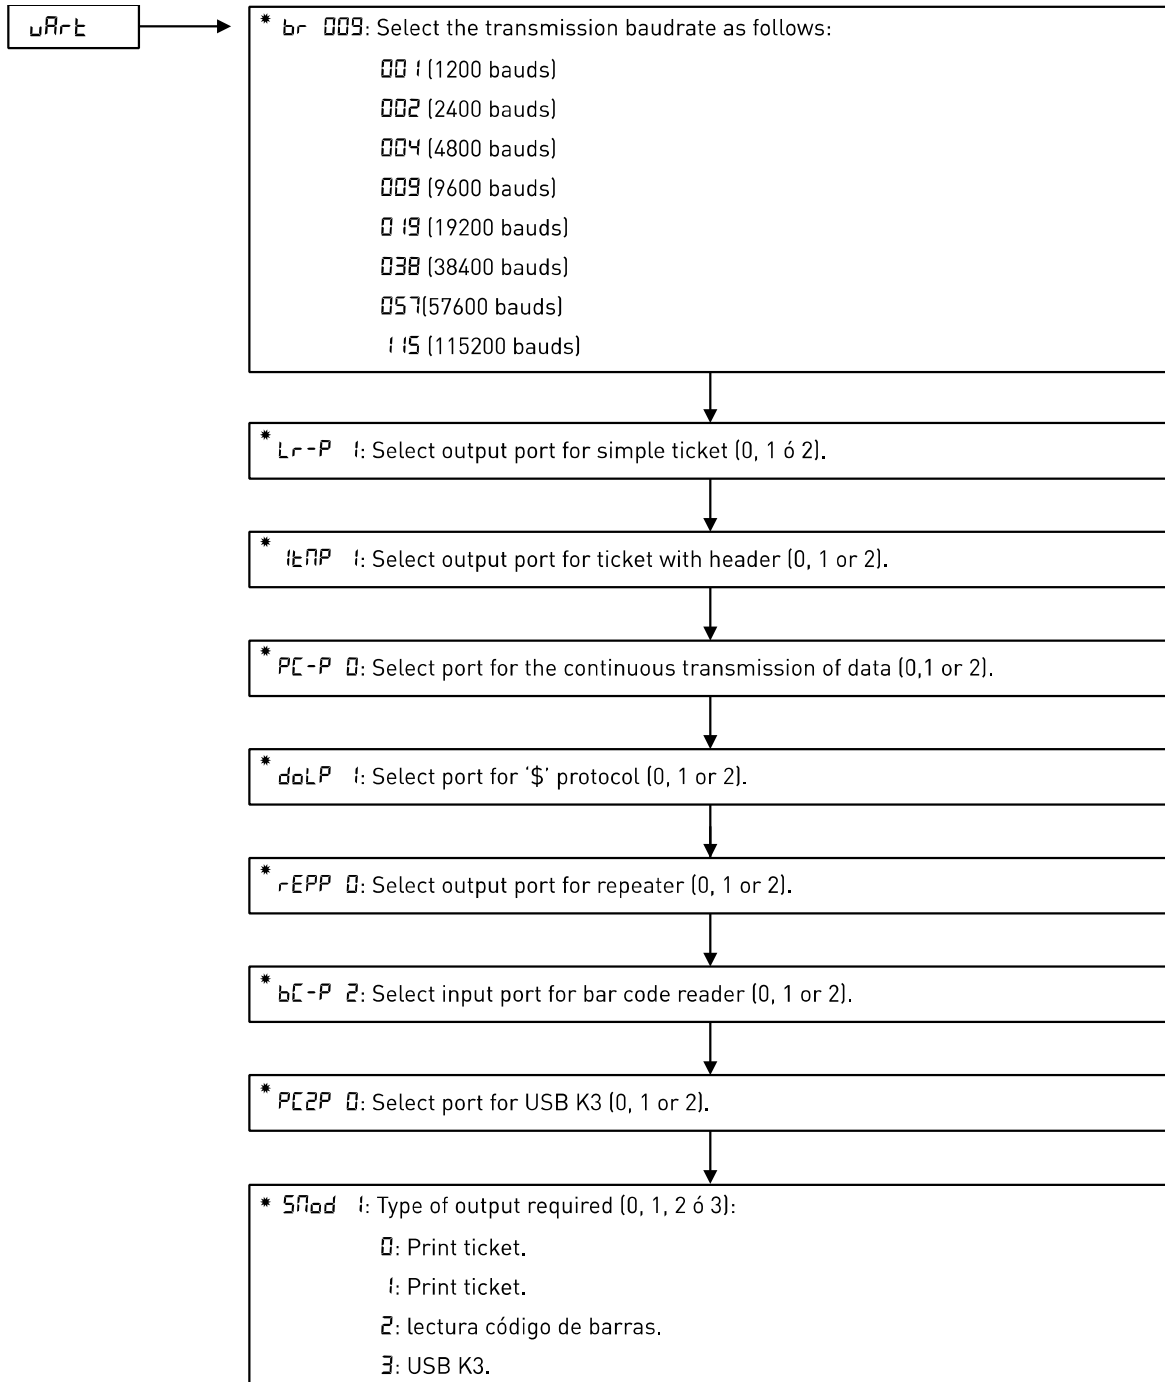 uArt
* br 009: Select the transmission baudrate as follows:
001 (1200 bauds)
002 (2400 bauds)
004 (4800 bauds)
009 (9600 bauds)
019 (19200 bauds)
038 (38400 bauds)
057(57600 bauds)
115 (115200 bauds)
* Lr-P 1: Select output port for simple ticket (0, 1 ó 2).
* 1tMP 1: Select output port for ticket with header (0, 1 or 2).
* PC-P 0: Select port for the continuous transmission of data (0,1 or 2).
* doLP 1: Select port for ‘$’ protocol (0, 1 or 2).
* rEPP 0: Select output port for repeater (0, 1 or 2).
* bC-P 2: Select input port for bar code reader (0, 1 or 2).
* PC2P 0: Select port for USB K3 (0, 1 or 2).
* SMod 1: Type of output required (0, 1, 2 ó 3):
0: Print ticket.
1: Print ticket.
2: lectura código de barras.
3: USB K3.